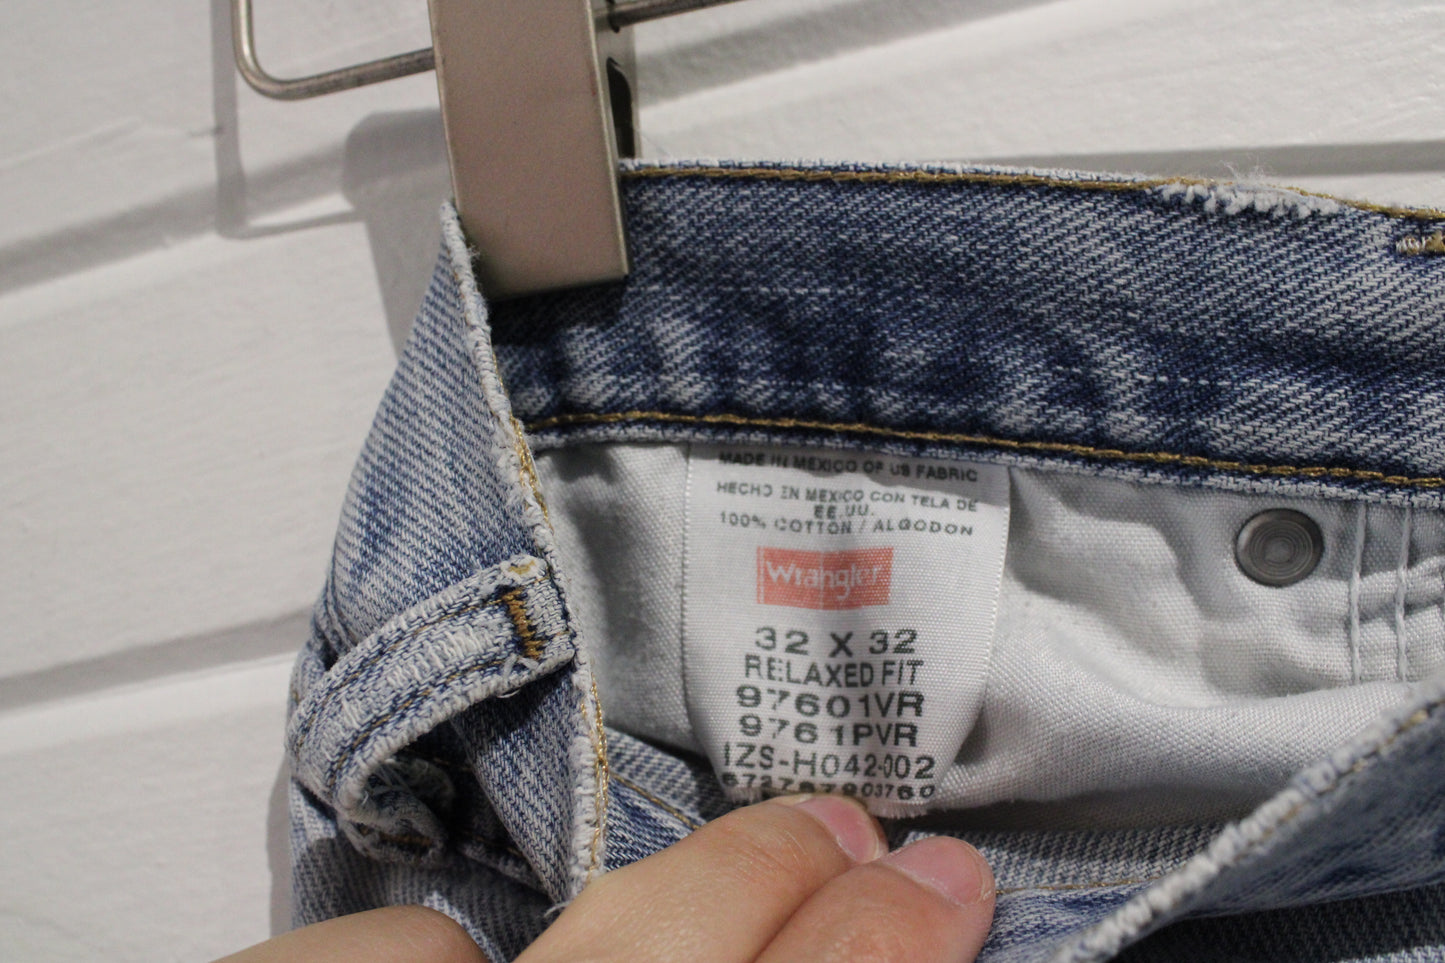 MADE IN MEXICO OF US FABRIC
HECHO EN MEXICO CON TELA DE
EE.UU.
100% COTTON / ALGODON
Wrangler
32 X 32
RELAXED FIT
97601VR
9761PVR
IZS-H042-002